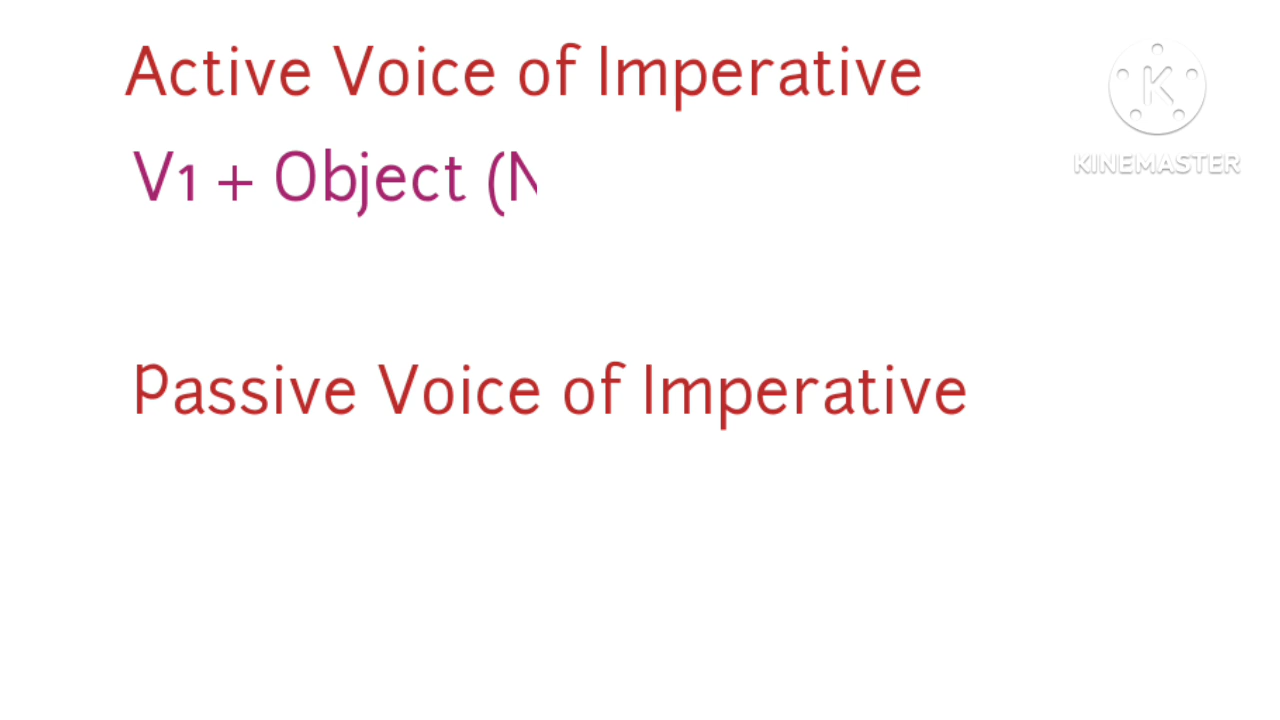 Active Voice of Imperative
V1 + Object (N
Passive Voice of Imperative
K
KINEMASTER